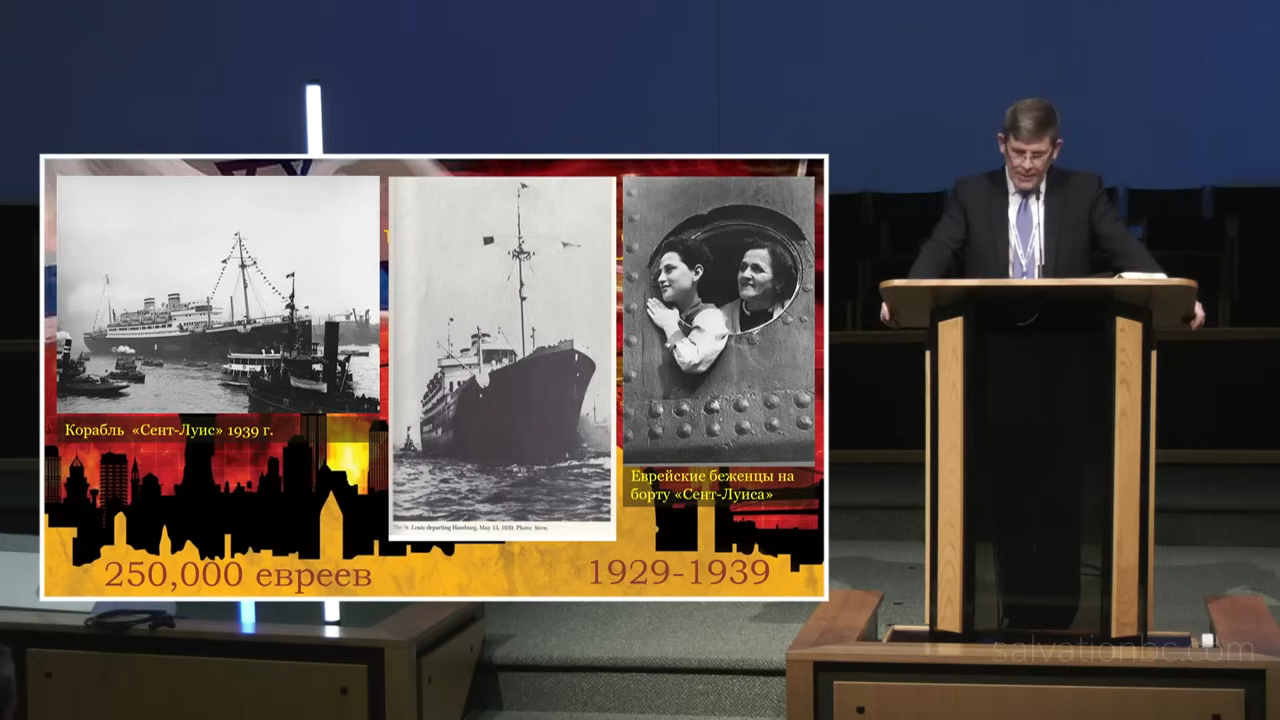 Корабль «Сент-Луис» 1939 г.
The St. Louis departing Hamburg, May 13, 1939. Photo: Stern.
Еврейские беженцы на
борту «Сент-Луиса»
250,000 евреев
1929-1939
salvationbc.com